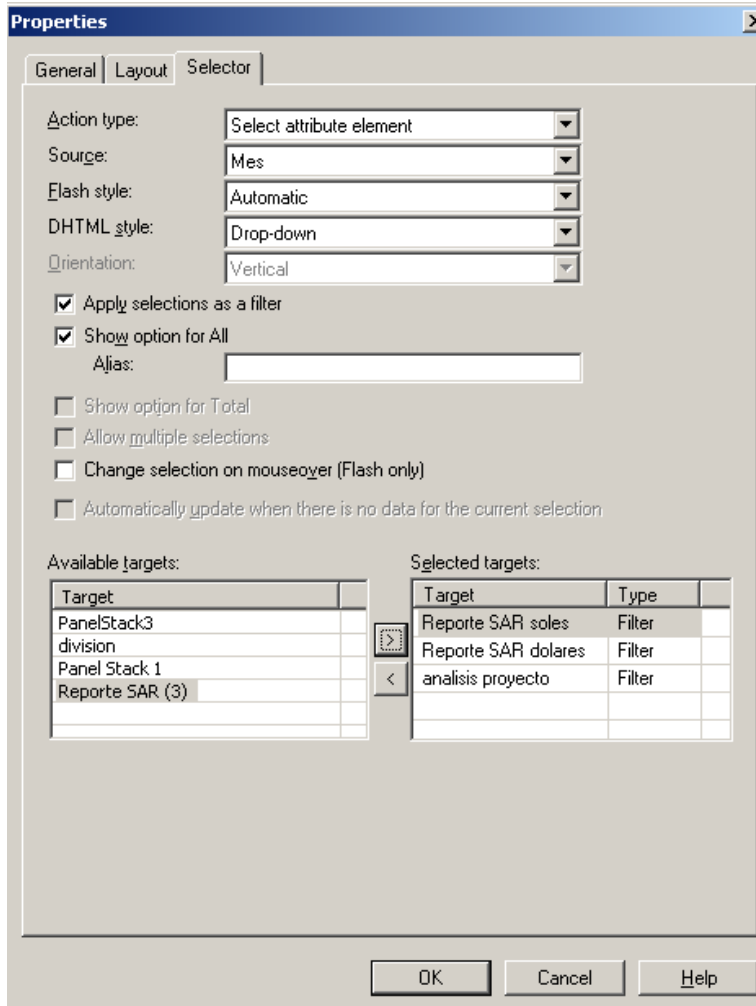 Properties
General Layout Selector
Action type: Select attribute element
Source: Mes
Flash style: Automatic
DHTML style: Drop-down
Orientation: Vertical
Apply selections as a filter
Show option for All
Alias:
Show option for Total
Allow multiple selections
Change selection on mouseover (Flash only)
Automatically update when there is no data for the current selection
Available targets: Selected targets:
Target Target Type
PanelStack3 Reporte SAR soles Filter
division Reporte SAR dolares Filter
Panel Stack 1 analisis proyecto Filter
Reporte SAR (3)
> 
<
OK Cancel Help